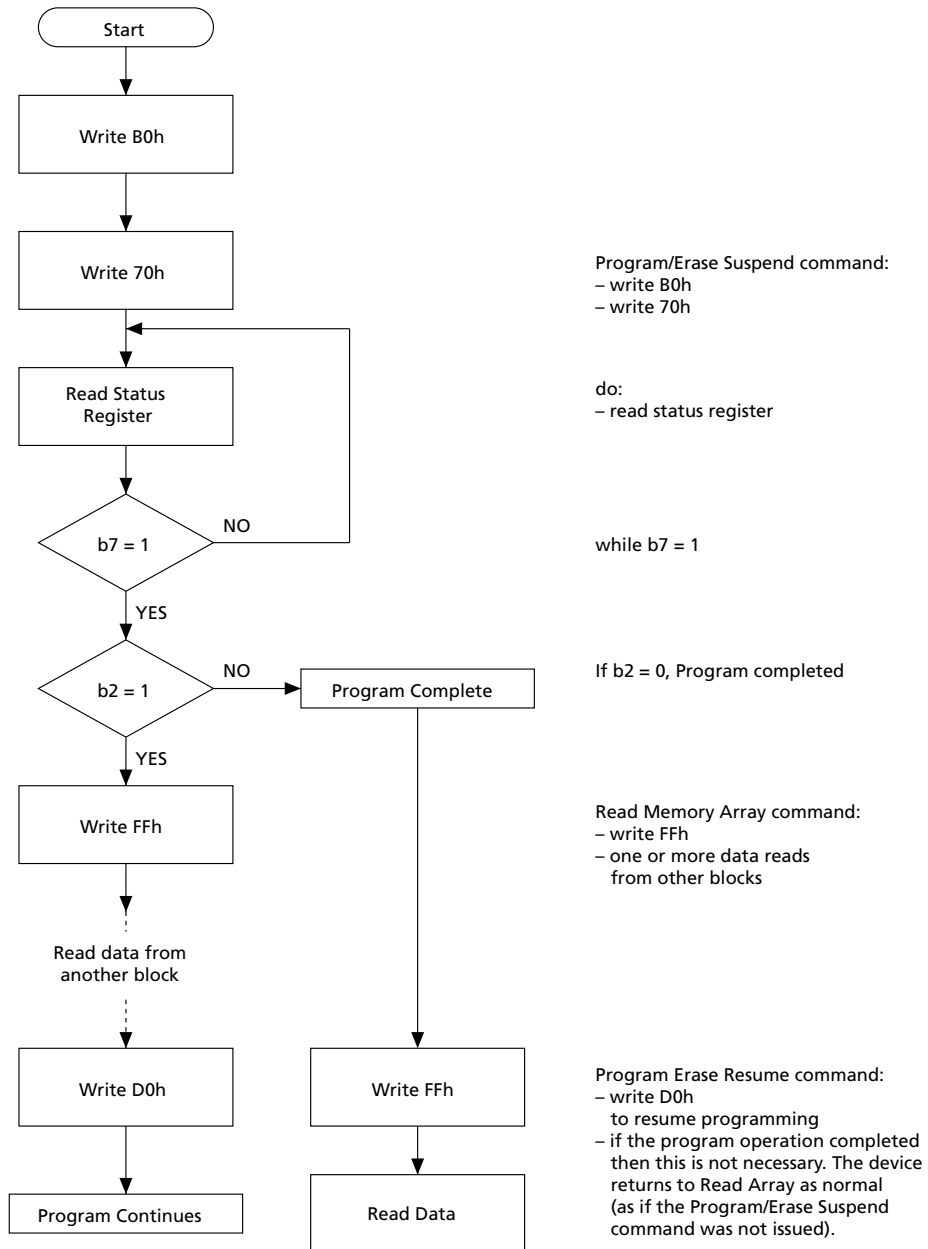 Start
Write B0h
Write 70h
Program/Erase Suspend command:
– write B0h
– write 70h
Read Status
Register
do:
– read status register
NO
b7 = 1
while b7 = 1
YES
NO
b2 = 1
Program Complete
If b2 = 0, Program completed
YES
Write FFh
Read Memory Array command:
– write FFh
– one or more data reads
from other blocks
Read data from
another block
Write D0h
Write FFh
Program Erase Resume command:
– write D0h
to resume programming
– if the program operation completed
then this is not necessary. The device
returns to Read Array as normal
(as if the Program/Erase Suspend
command was not issued).
Program Continues
Read Data